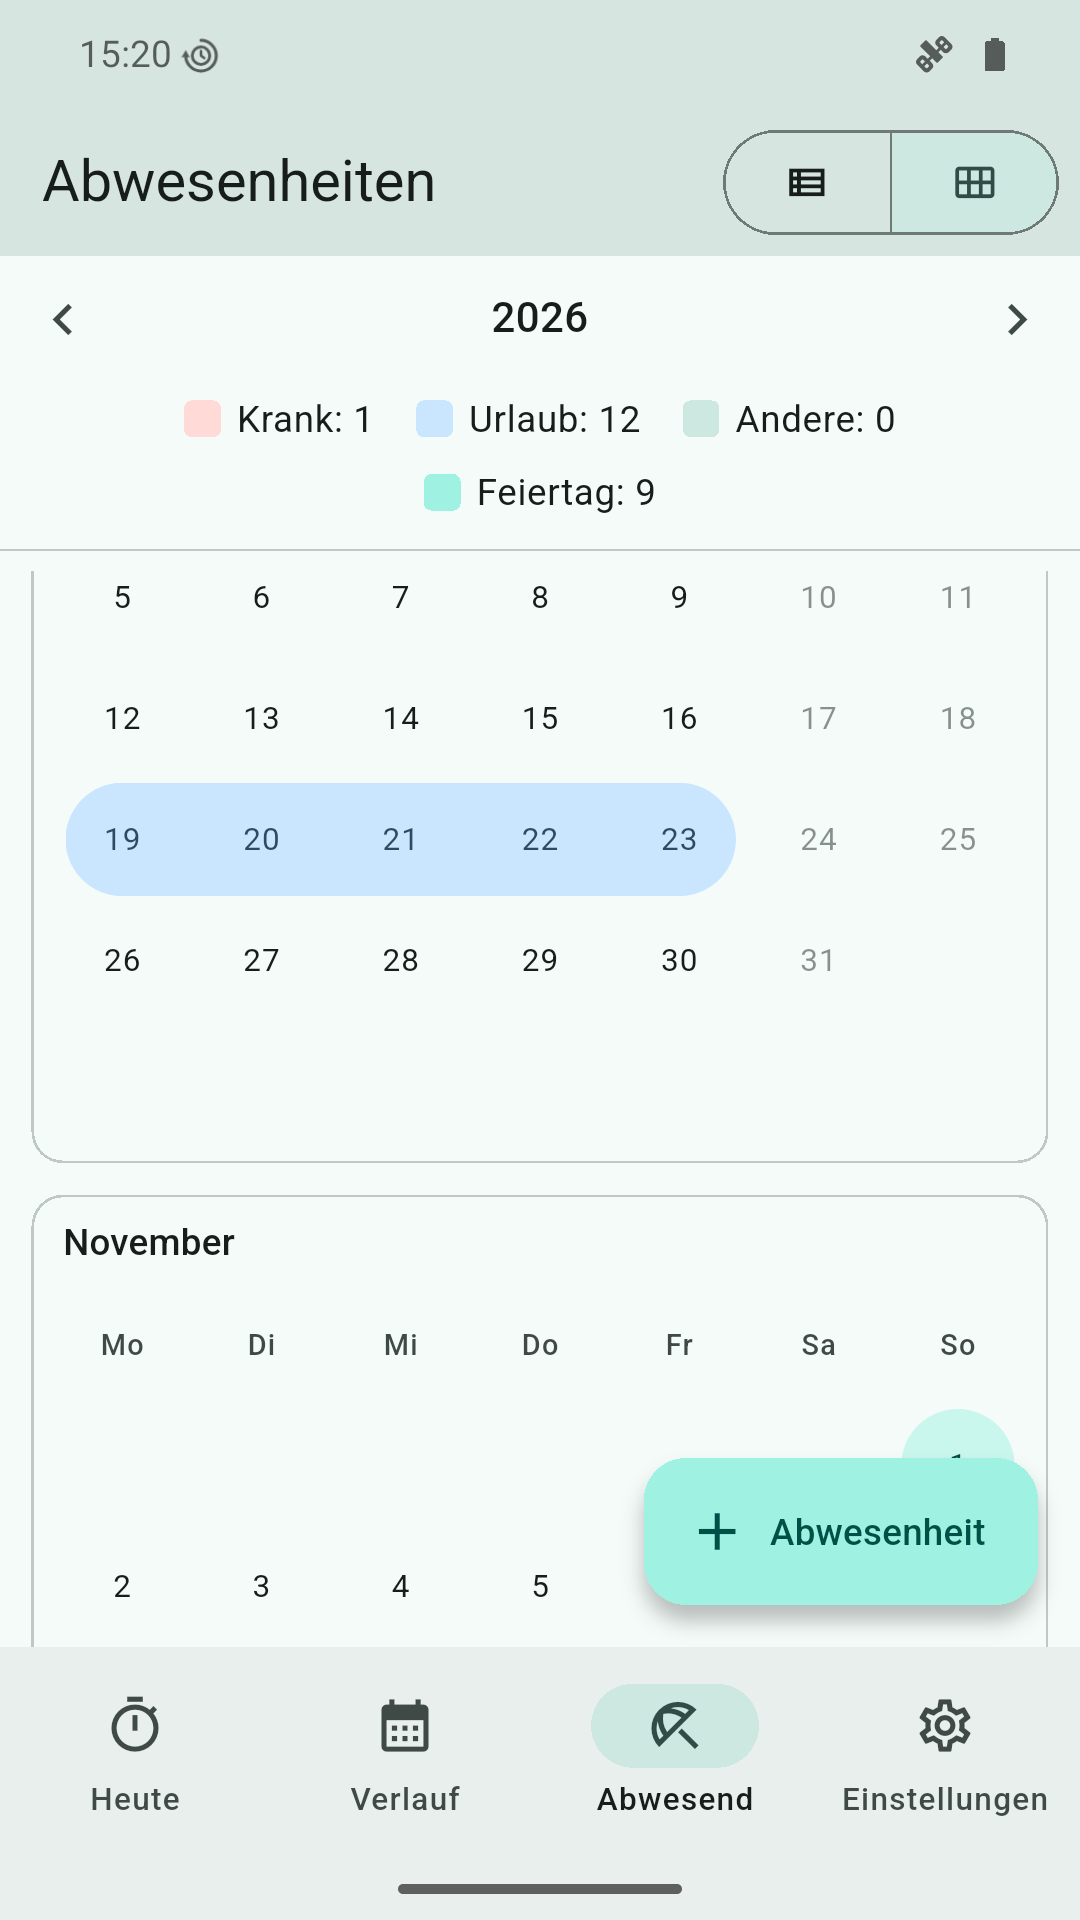 15:20
Abwesenheiten
2026
Krank: 1 Urlaub: 12 Andere: 0
Feiertag: 9
5 6 7 8 9 10 11
12 13 14 15 16 17 18
19 20 21 22 23 24 25
26 27 28 29 30 31
November
Mo Di Mi Do Fr Sa So
Abwesenheit
2 3 4 5
Heute Verlauf Abwesend Einstellungen